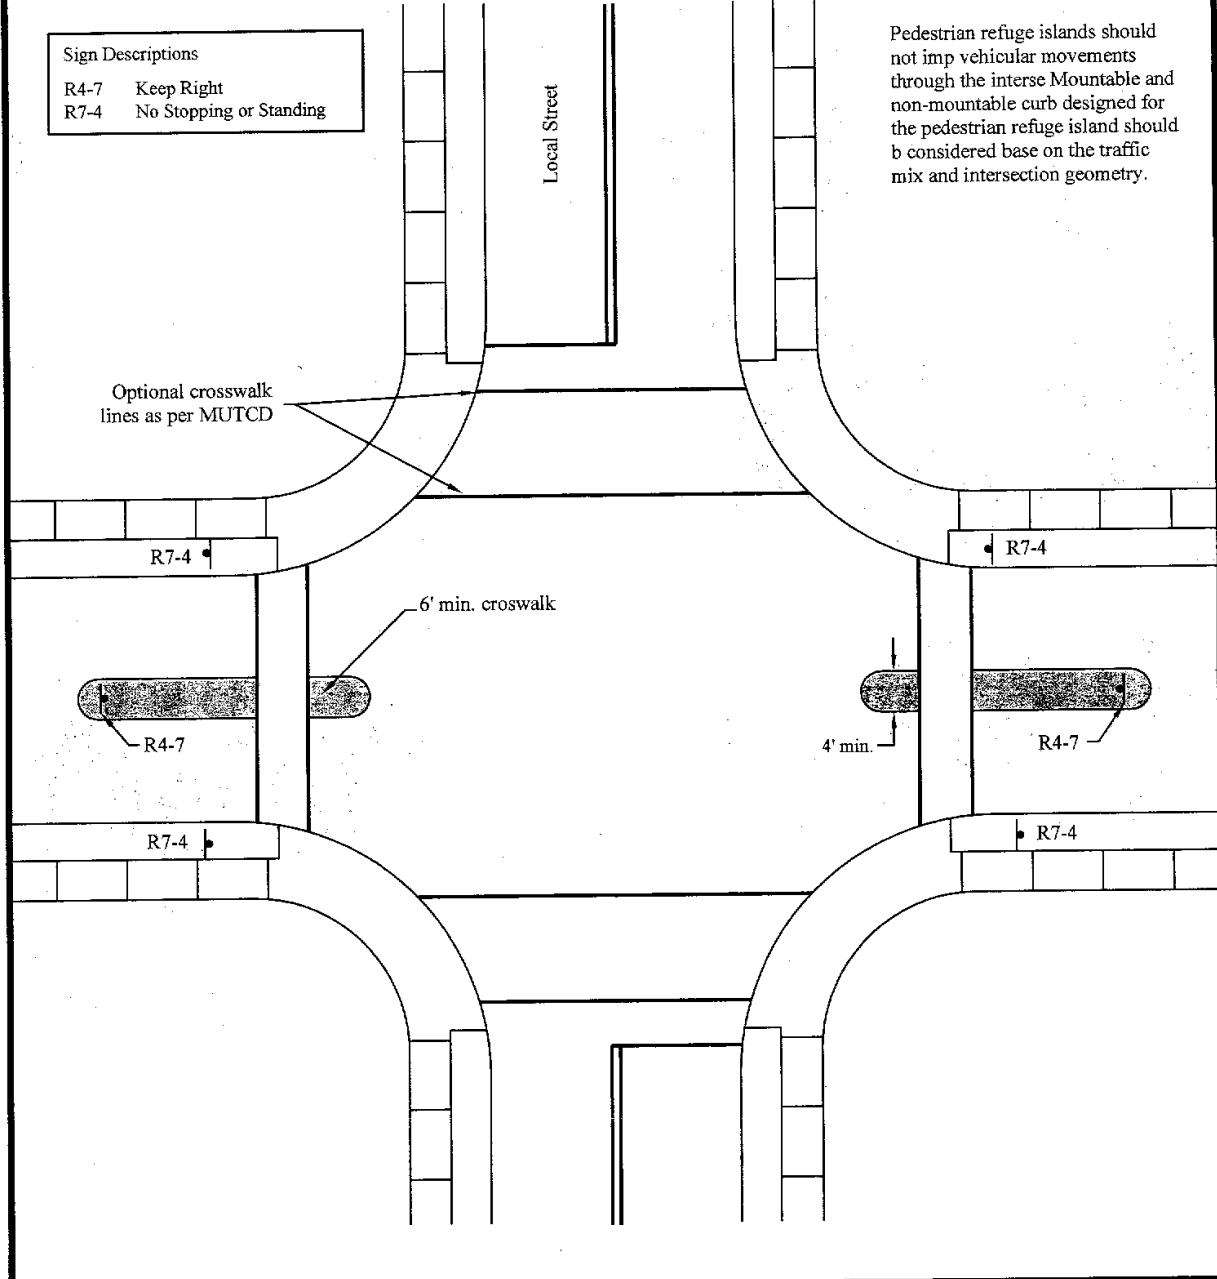 Sign Descriptions
R4-7 Keep Right
R7-4 No Stopping or Standing
Local Street
Pedestrian refuge islands should
not imp vehicular movements
through the interse Mountable and
non-mountable curb designed for
the pedestrian refuge island should
b considered base on the traffic
mix and intersection geometry.
Optional crosswalk
lines as per MUTCD
R7-4
R7-4
6' min. croswalk
R4-7
4' min.
R4-7
R7-4
R7-4